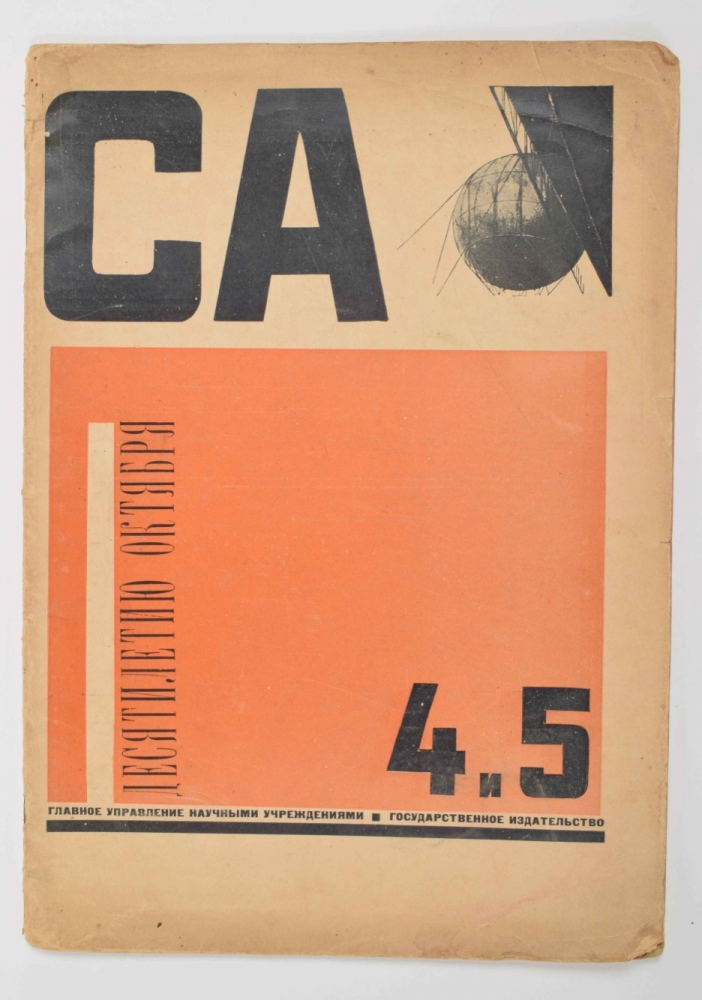 СА
ДЕСЯТИЛЕТИЮ ОКТЯБРЯ
4 и 5
ГЛАВНОЕ УПРАВЛЕНИЕ НАУЧНЫМИ УЧРЕЖДЕНИЯМИ ■ ГОСУДАРСТВЕННОЕ ИЗДАТЕЛЬСТВО